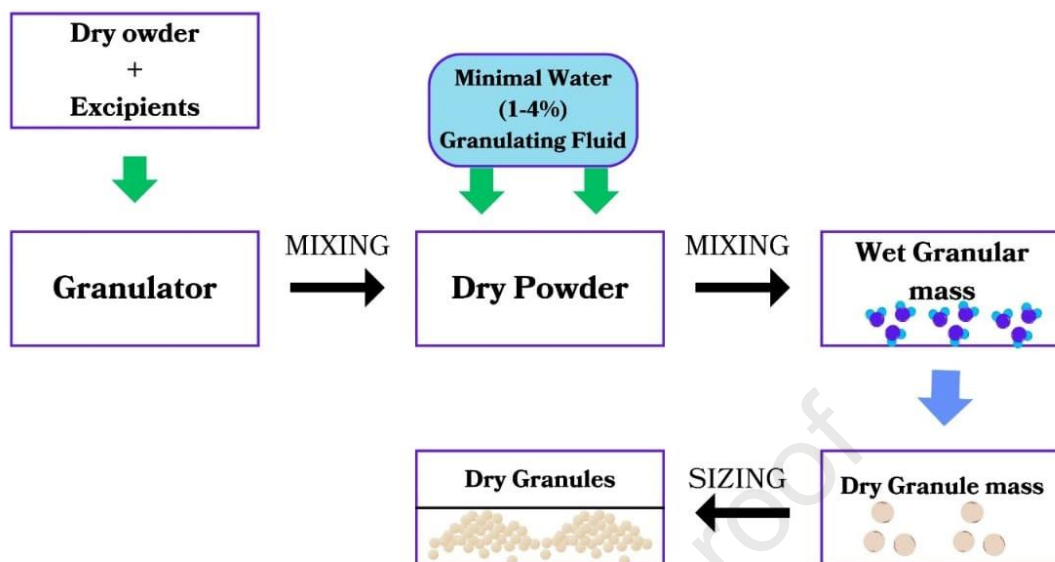 Dry owder
+
Excipients
Minimal Water
(1-4%)
Granulating Fluid
Granulator
MIXING
Dry Powder
MIXING
Wet Granular
mass
Dry Granules
SIZING
Dry Granule mass
roof